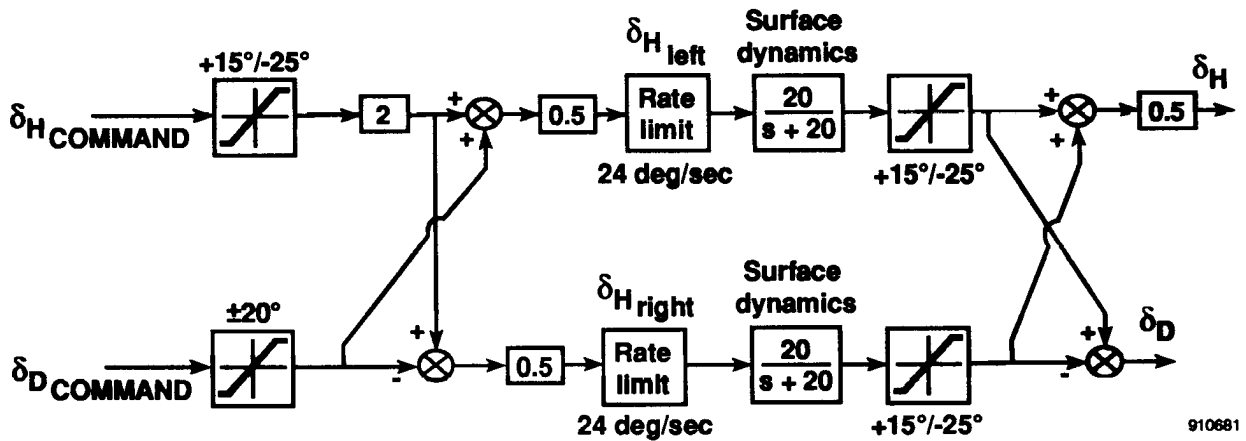 +15°/-25°
δH COMMAND
2
+
+
0.5
δH left
Rate limit
24 deg/sec
Surface dynamics
20
s + 20
+15°/-25°
+
+
0.5
δH
±20°
δD COMMAND
+
-
0.5
δH right
Rate limit
24 deg/sec
Surface dynamics
20
s + 20
+15°/-25°
+
-
δD
910681